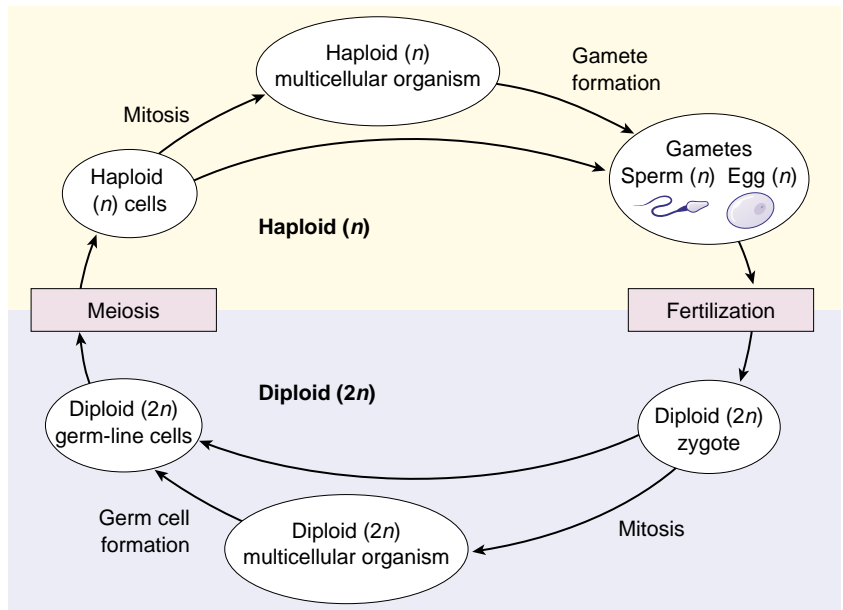 Haploid (n)
multicellular organism
Gamete
formation
Mitosis
Gametes
Sperm (n) Egg (n)
Haploid
(n) cells
Haploid (n)
Meiosis
Fertilization
Diploid (2n)
Diploid (2n)
germ-line cells
Diploid (2n)
zygote
Germ cell
formation
Diploid (2n)
multicellular organism
Mitosis